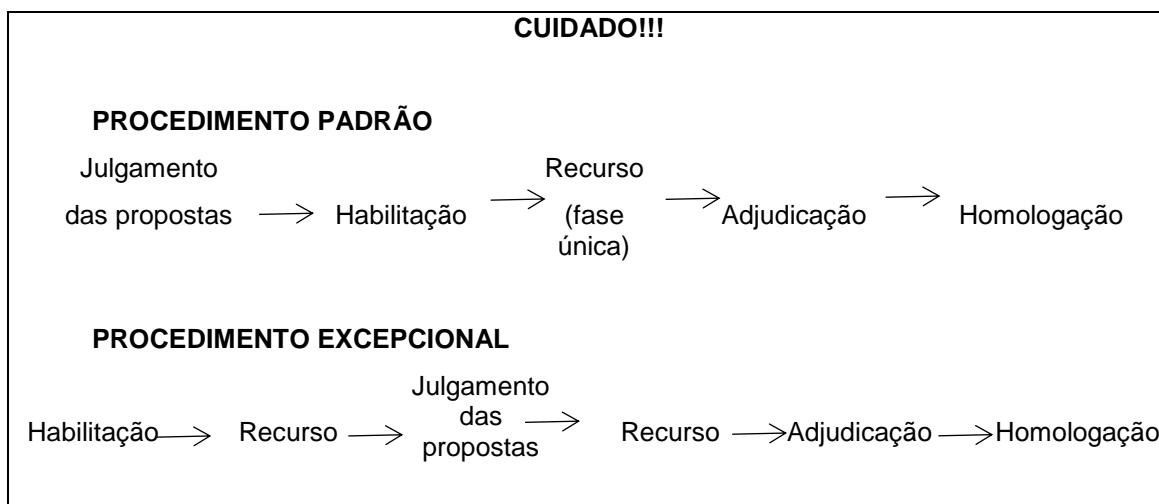 CUIDADO!!!
PROCEDIMENTO PADRÃO
Julgamento
das propostas
Habilitação
Recurso
(fase
única)
Adjudicação
Homologação
PROCEDIMENTO EXCEPCIONAL
Habilitação
Recurso
Julgamento
das
propostas
Recurso
Adjudicação
Homologação